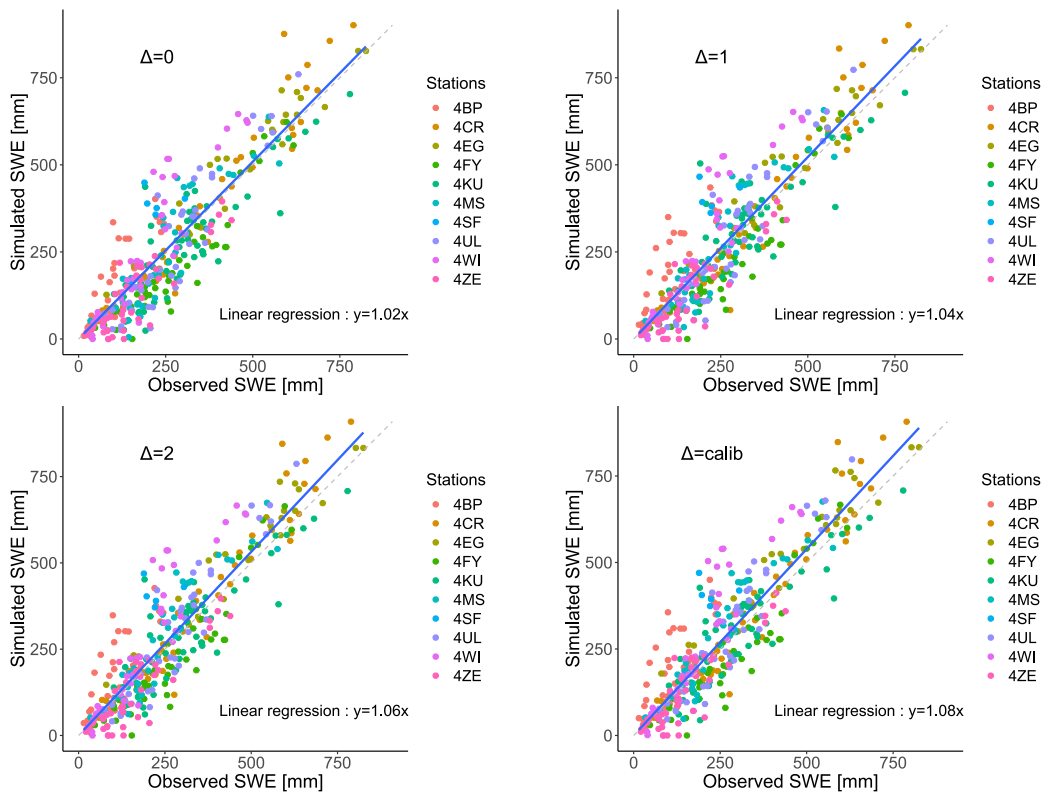 Δ=0
Simulated SWE [mm]
750
500
250
0
0 250 500 750
Observed SWE [mm]
Linear regression : y=1.02x
Stations
4BP
4CR
4EG
4FY
4KU
4MS
4SF
4UL
4WI
4ZE
Δ=1
Simulated SWE [mm]
750
500
250
0
0 250 500 750
Observed SWE [mm]
Linear regression : y=1.04x
Stations
4BP
4CR
4EG
4FY
4KU
4MS
4SF
4UL
4WI
4ZE
Δ=2
Simulated SWE [mm]
750
500
250
0
0 250 500 750
Observed SWE [mm]
Linear regression : y=1.06x
Stations
4BP
4CR
4EG
4FY
4KU
4MS
4SF
4UL
4WI
4ZE
Δ=calib
Simulated SWE [mm]
750
500
250
0
0 250 500 750
Observed SWE [mm]
Linear regression : y=1.08x
Stations
4BP
4CR
4EG
4FY
4KU
4MS
4SF
4UL
4WI
4ZE